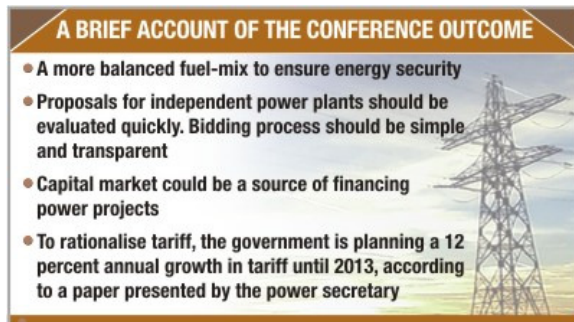 A BRIEF ACCOUNT OF THE CONFERENCE OUTCOME
• A more balanced fuel-mix to ensure energy security
• Proposals for independent power plants should be
evaluated quickly. Bidding process should be simple
and transparent
• Capital market could be a source of financing
power projects
• To rationalise tariff, the government is planning a 12
percent annual growth in tariff until 2013, according
to a paper presented by the power secretary